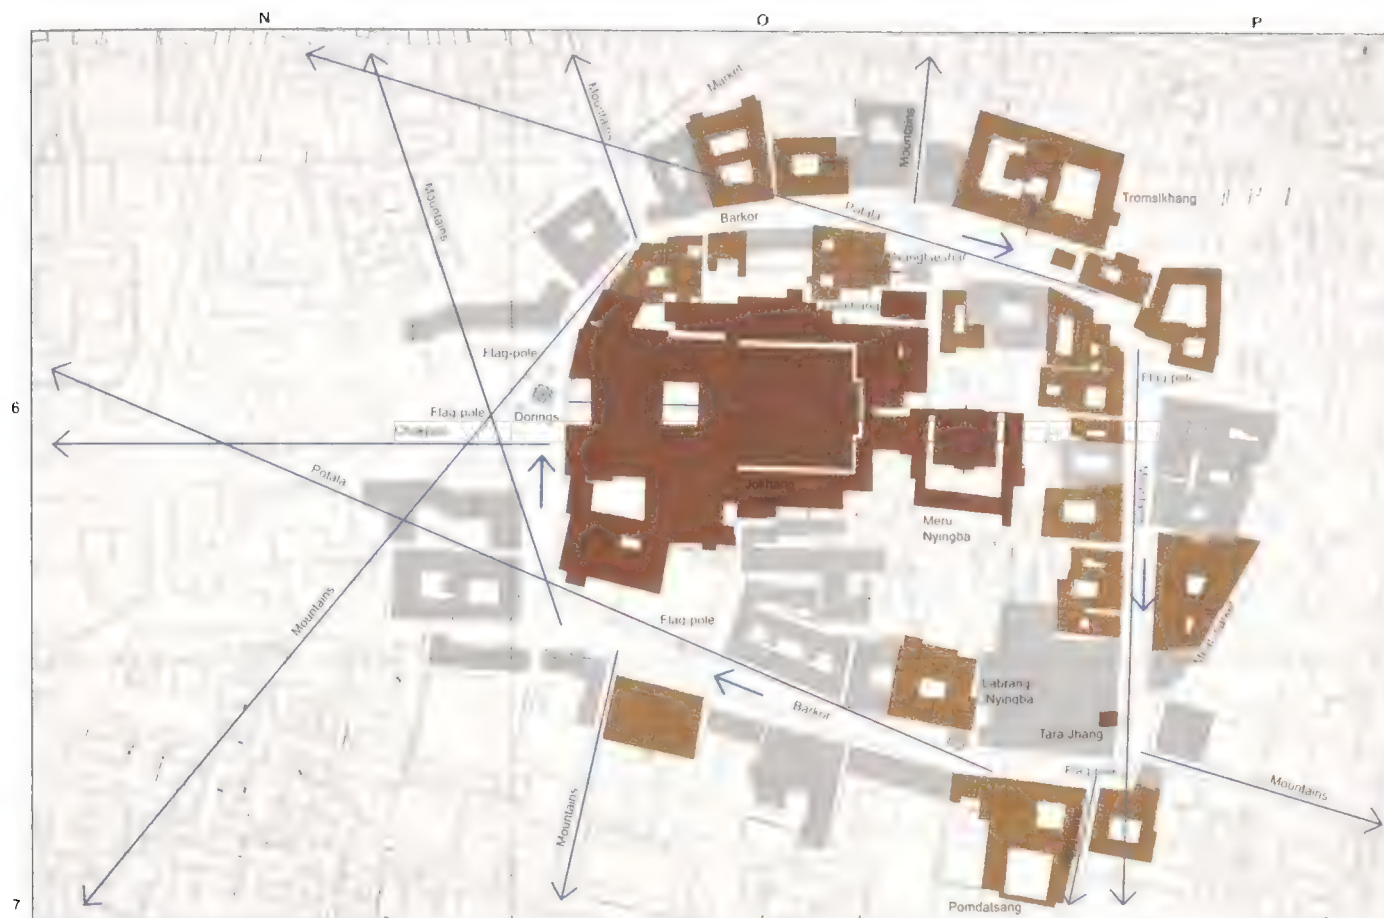 N
O
P
Market
Mountains
Mountains
Mountains
Tromsikhang
Barkor
Potala
Flag-pole
6
Flag-pole
Dorings
Potala
Jokhang
Meru
Nyingba
Mountains
Flag-pole
Labrang
Nyingba
Barkor
Tara Jhang
Mountains
Mountains
Pomdatsang
7